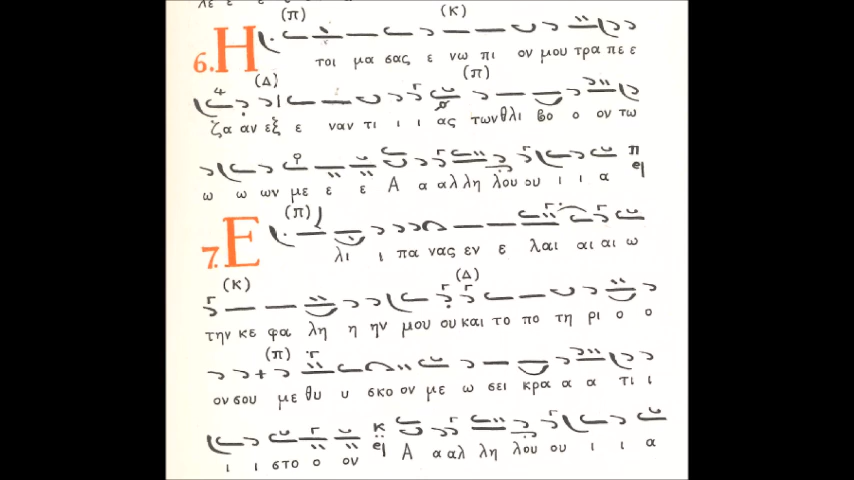 (π) (κ)
6. Η τοι μα σας ε νω πι ον μου τρα πε ε
(Δ) (π)
ζα αν εξ ε ναν τι ι ι ας των θλι βο ο ον τω
ω ω ων με ε ε Α α αλ λη λου ου ι ι α
(π)
7. Ε λι ι πα νας εν ε λαι αι αι ω
(κ) (Δ)
την κε φα λη η ην μου ου και το πο τη ρι ο ο
(π)
ον σου με θυ υ σκο ον με ω σει κρα α α τι ι
ι ι στο ο ον Α α αλ λη λου ου ι ι α